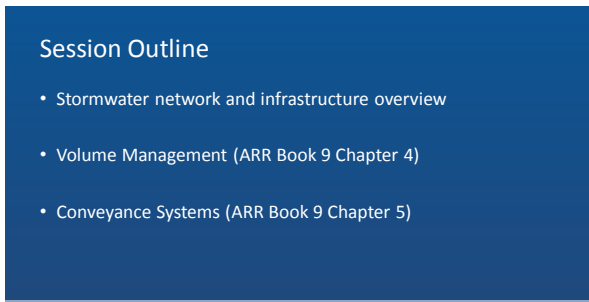 Session Outline
• Stormwater network and infrastructure overview
• Volume Management (ARR Book 9 Chapter 4)
• Conveyance Systems (ARR Book 9 Chapter 5)